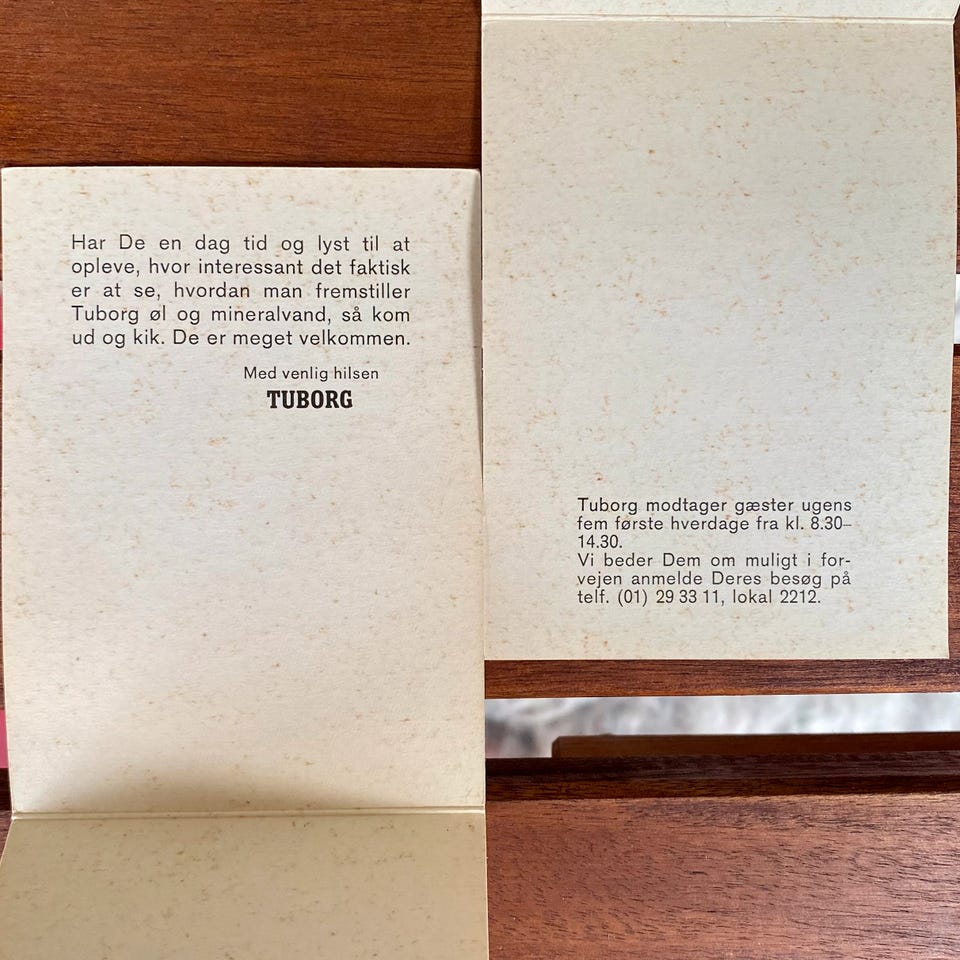 Har De en dag tid og lyst til at
opleve, hvor interessant det faktisk
er at se, hvordan man fremstiller
Tuborg øl og mineralvand, så kom
ud og kik. De er meget velkommen.
Med venlig hilsen
TUBORG
Tuborg modtager gæster ugens
fem første hverdage fra kl. 8.30–
14.30.
Vi beder Dem om muligt i for-
vejen anmelde Deres besøg på
telf. (01) 29 33 11, lokal 2212.